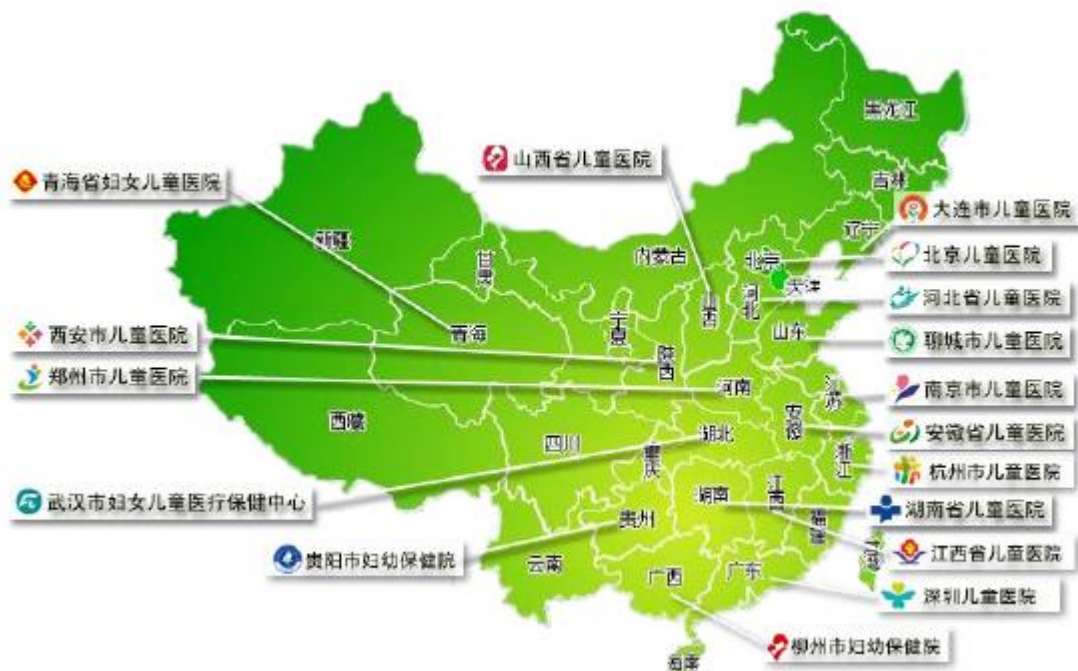 黑龙江
吉林
山西省儿童医院
青海省妇女儿童医院
大连市儿童医院
辽宁
新疆
内蒙古
北京
北京儿童医院
甘肃
天津
河北
河北省儿童医院
山西
宁夏
青海
山东
聊城市儿童医院
西安市儿童医院
陕西
郑州市儿童医院
河南
江苏
南京市儿童医院
西藏
四川
湖北
安徽
安徽省儿童医院
重庆
浙江
杭州市儿童医院
武汉市妇女儿童医疗保健中心
湖南
江西
湖南省儿童医院
贵州
福建
贵阳市妇幼保健院
江西省儿童医院
云南
广西
广东
台湾
深圳儿童医院
柳州市妇幼保健院
海南